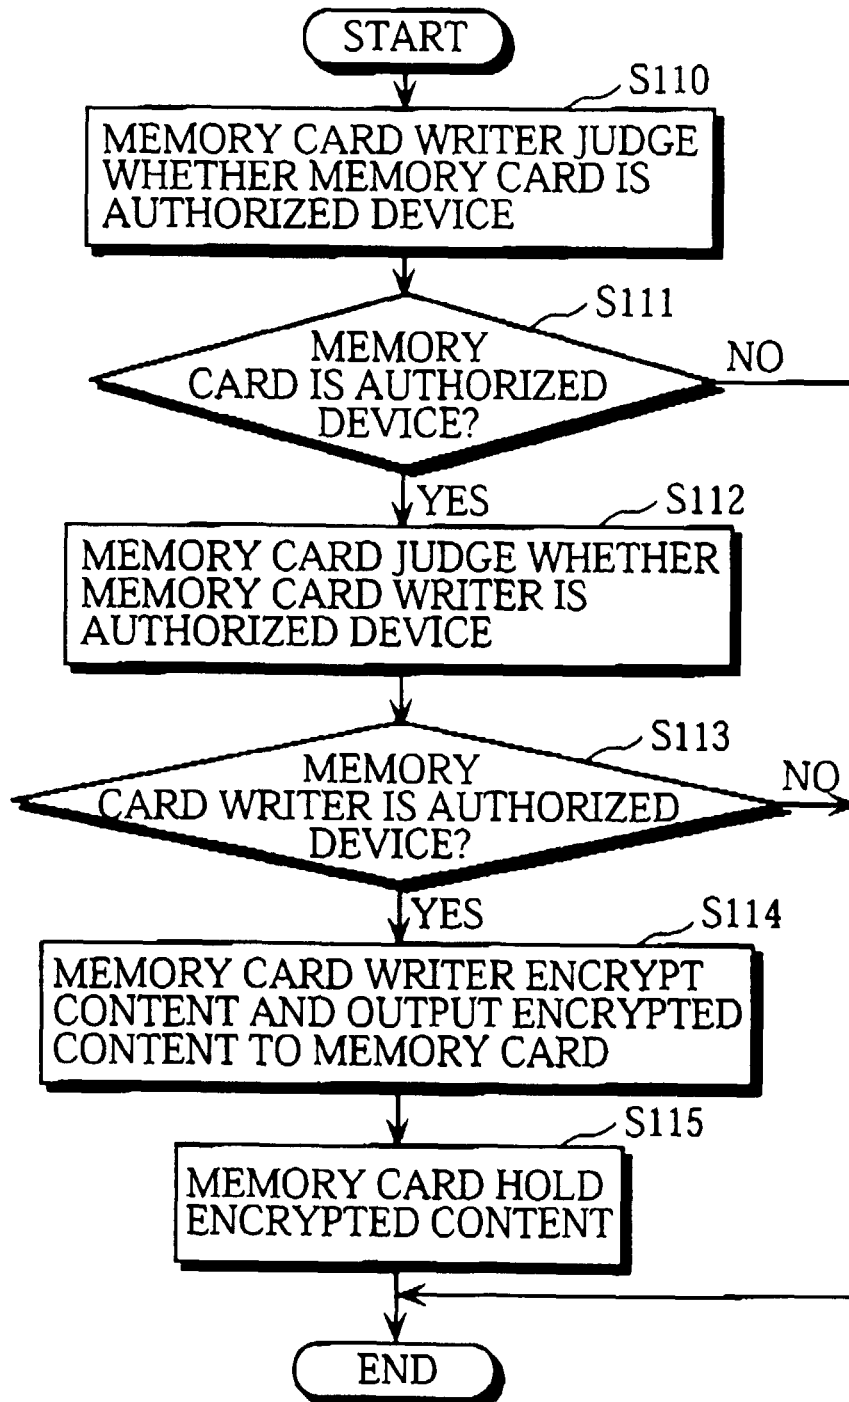 START
S110
MEMORY CARD WRITER JUDGE
WHETHER MEMORY CARD IS
AUTHORIZED DEVICE
S111
MEMORY
CARD IS AUTHORIZED
DEVICE?
NO
YES
S112
MEMORY CARD JUDGE WHETHER
MEMORY CARD WRITER IS
AUTHORIZED DEVICE
S113
MEMORY
CARD WRITER IS AUTHORIZED
DEVICE?
NO
YES
S114
MEMORY CARD WRITER ENCRYPT
CONTENT AND OUTPUT ENCRYPTED
CONTENT TO MEMORY CARD
S115
MEMORY CARD HOLD
ENCRYPTED CONTENT
END